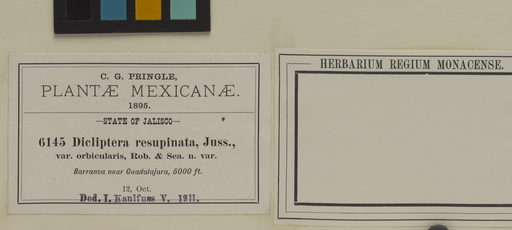 C. G. PRINGLE,
PLANTÆ MEXICANÆ.
1895.
—STATE OF JALISCO—
6145 Dicliptera resupinata, Juss.,
var. orbicularis, Rob. & Sea. n. var.
Barranca near Guadalajara, 5000 ft.
12, Oct.
Ded. I. Kaulfuss V. 1911.
HERBARIUM REGIUM MONACENSE.